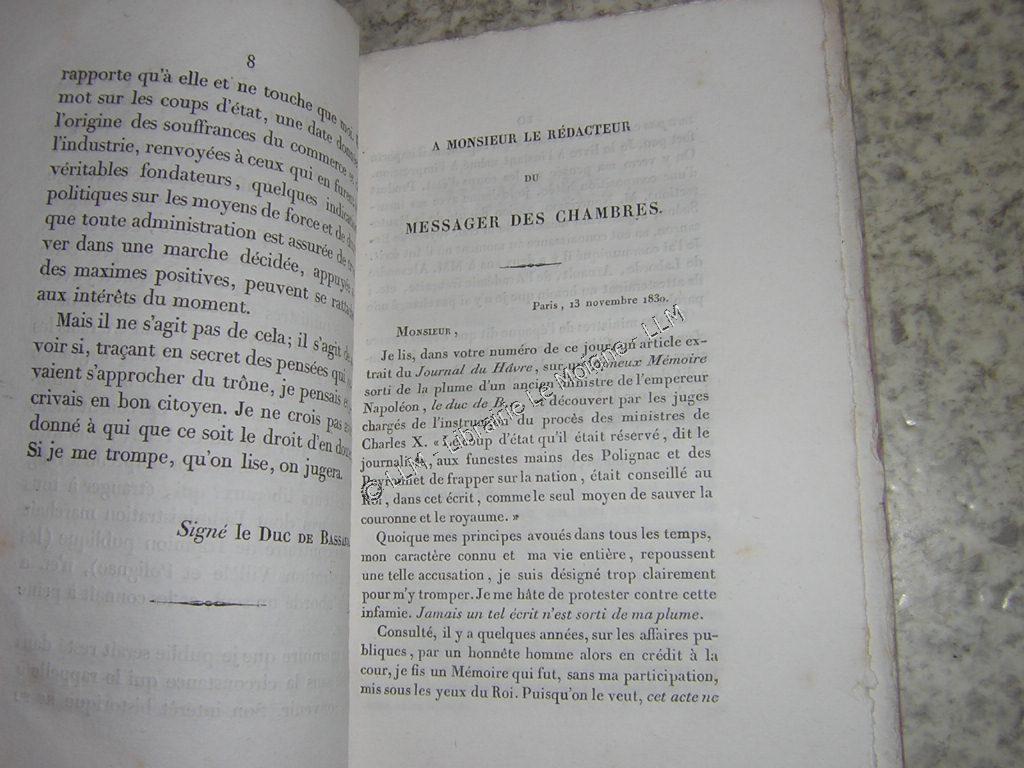 8
rapporte qu'à elle et ne touche que moi.
mot sur les coups d'état, une date
l'origine des souffrances du commerce
l'industrie, renvoyées à ceux qui en furent
véritables fondateurs, quelques
politiques sur les moyens de force et de
que toute administration est assurée de
ver dans une marche décidée, appuyée
des maximes positives, peuvent se
aux intérêts du moment.
Mais il ne s'agit pas de cela; il s'agit de
voir si, traçant en secret des pensées qui
vaient s'approcher du trône, je pensais
crivais en bon citoyen. Je ne crois pas
donné à qui que ce soit le droit d'en
Si je me trompe, qu'on lise, on jugera.
Signé le Duc DE
A MONSIEUR LE RÉDACTEUR
DU
MESSAGER DES CHAMBRES.
Paris, 13 novembre 1830.
MONSIEUR,
Je lis, dans votre numéro de ce jour, un article ex-
trait du Journal du Hâvre, sur un Mémoire
sorti de la plume d'un ancien ministre de l'empereur
Napoléon, le duc de B et découvert par les juges
chargés de l'instruction du procès des ministres de
Charles X. « Le coup d'état qu'il était réservé, dit le
journaliste, aux funestes mains des Polignac et des
Peyronnet de frapper sur la nation, était conseillé au
Roi, dans cet écrit, comme le seul moyen de sauver la
couronne et le royaume. »
Quoique mes principes avoués dans tous les temps,
mon caractère connu et ma vie entière, repoussent
une telle accusation, je suis désigné trop clairement
pour m'y tromper. Je me hâte de protester contre cette
infamie. Jamais un tel écrit n'est sorti de ma plume.
Consulté, il y a quelques années, sur les affaires pu-
bliques, par un honnête homme alors en crédit à la
cour, je fis un Mémoire qui fut, sans ma participation,
mis sous les yeux du Roi. Puisqu'on le veut, cet acte ne
© LLM - Librairie Le Moigne - LLM